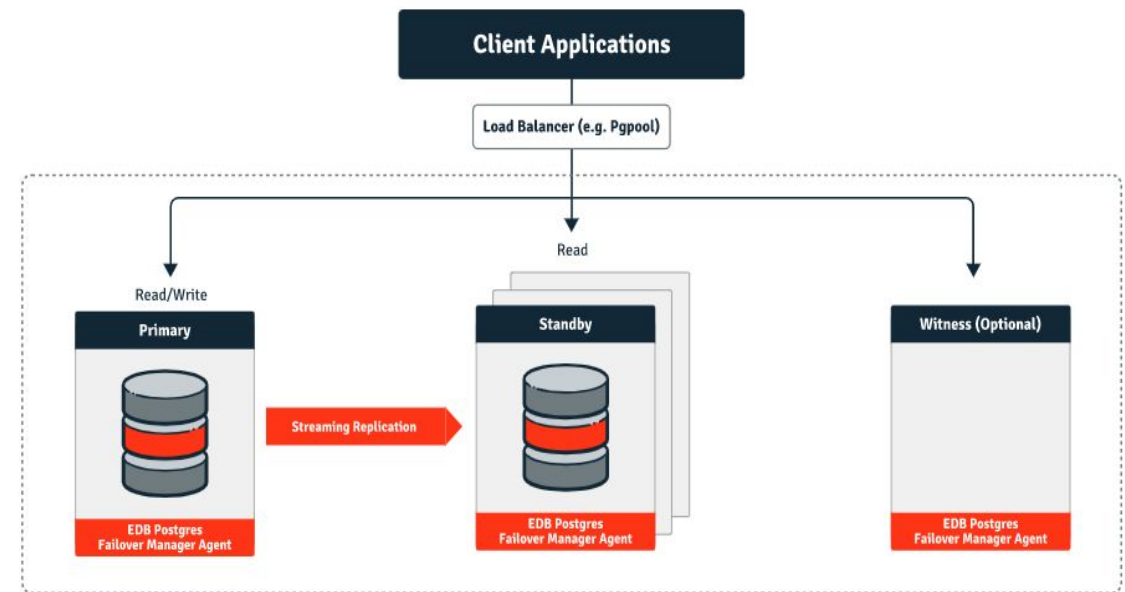 Client Applications
Load Balancer (e.g. Pgpool)
Read
Read/Write
Primary
Standby
Witness (Optional)
Streaming Replication
EDB Postgres
Failover Manager Agent
EDB Postgres
Failover Manager Agent
EDB Postgres
Failover Manager Agent